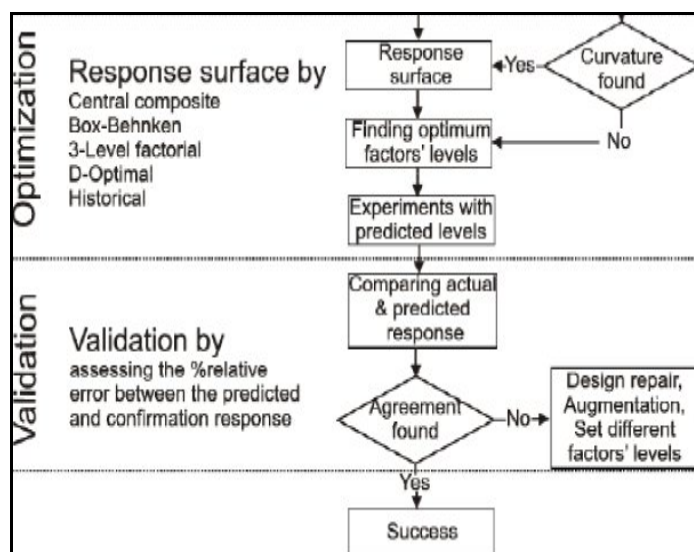 Optimization
Response surface by
Central composite
Box-Behnken
3-Level factorial
D-Optimal
Historical
Response
surface
Yes
Curvature
found
No
Finding optimum
factors' levels
Experiments with
predicted levels
Validation
Validation by
assessing the %relative
error between the predicted
and confirmation response
Comparing actual
& predicted
response
Agreement
found
No
Design repair,
Augmentation,
Set different
factors' levels
Yes
Success